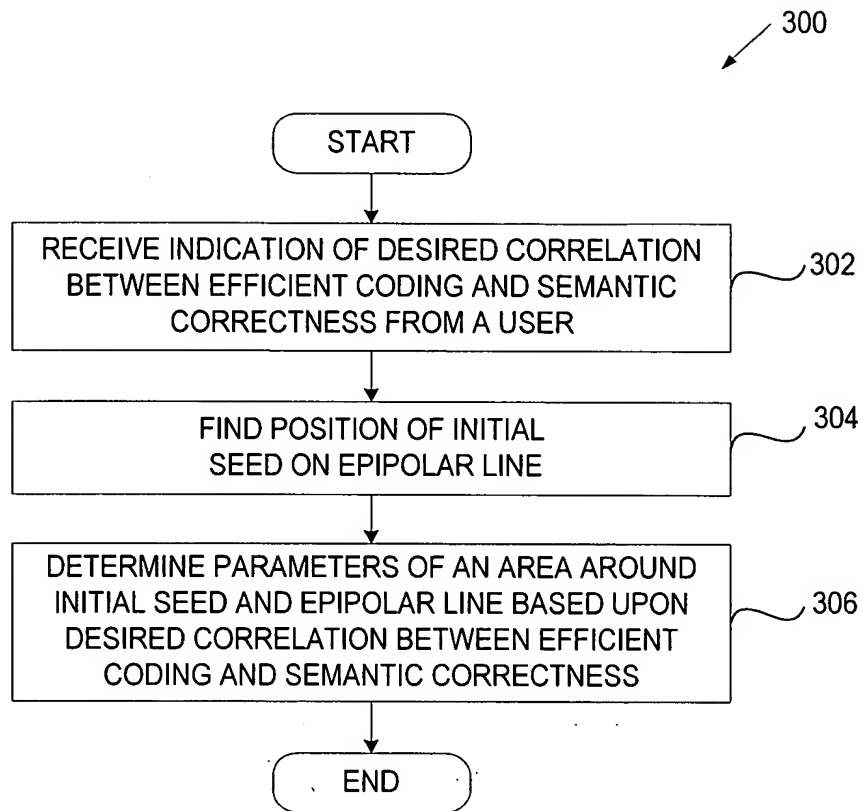 300
START
RECEIVE INDICATION OF DESIRED CORRELATION
BETWEEN EFFICIENT CODING AND SEMANTIC
CORRECTNESS FROM A USER
302
FIND POSITION OF INITIAL
SEED ON EPIPOLAR LINE
304
DETERMINE PARAMETERS OF AN AREA AROUND
INITIAL SEED AND EPIPOLAR LINE BASED UPON
DESIRED CORRELATION BETWEEN EFFICIENT
CODING AND SEMANTIC CORRECTNESS
306
END